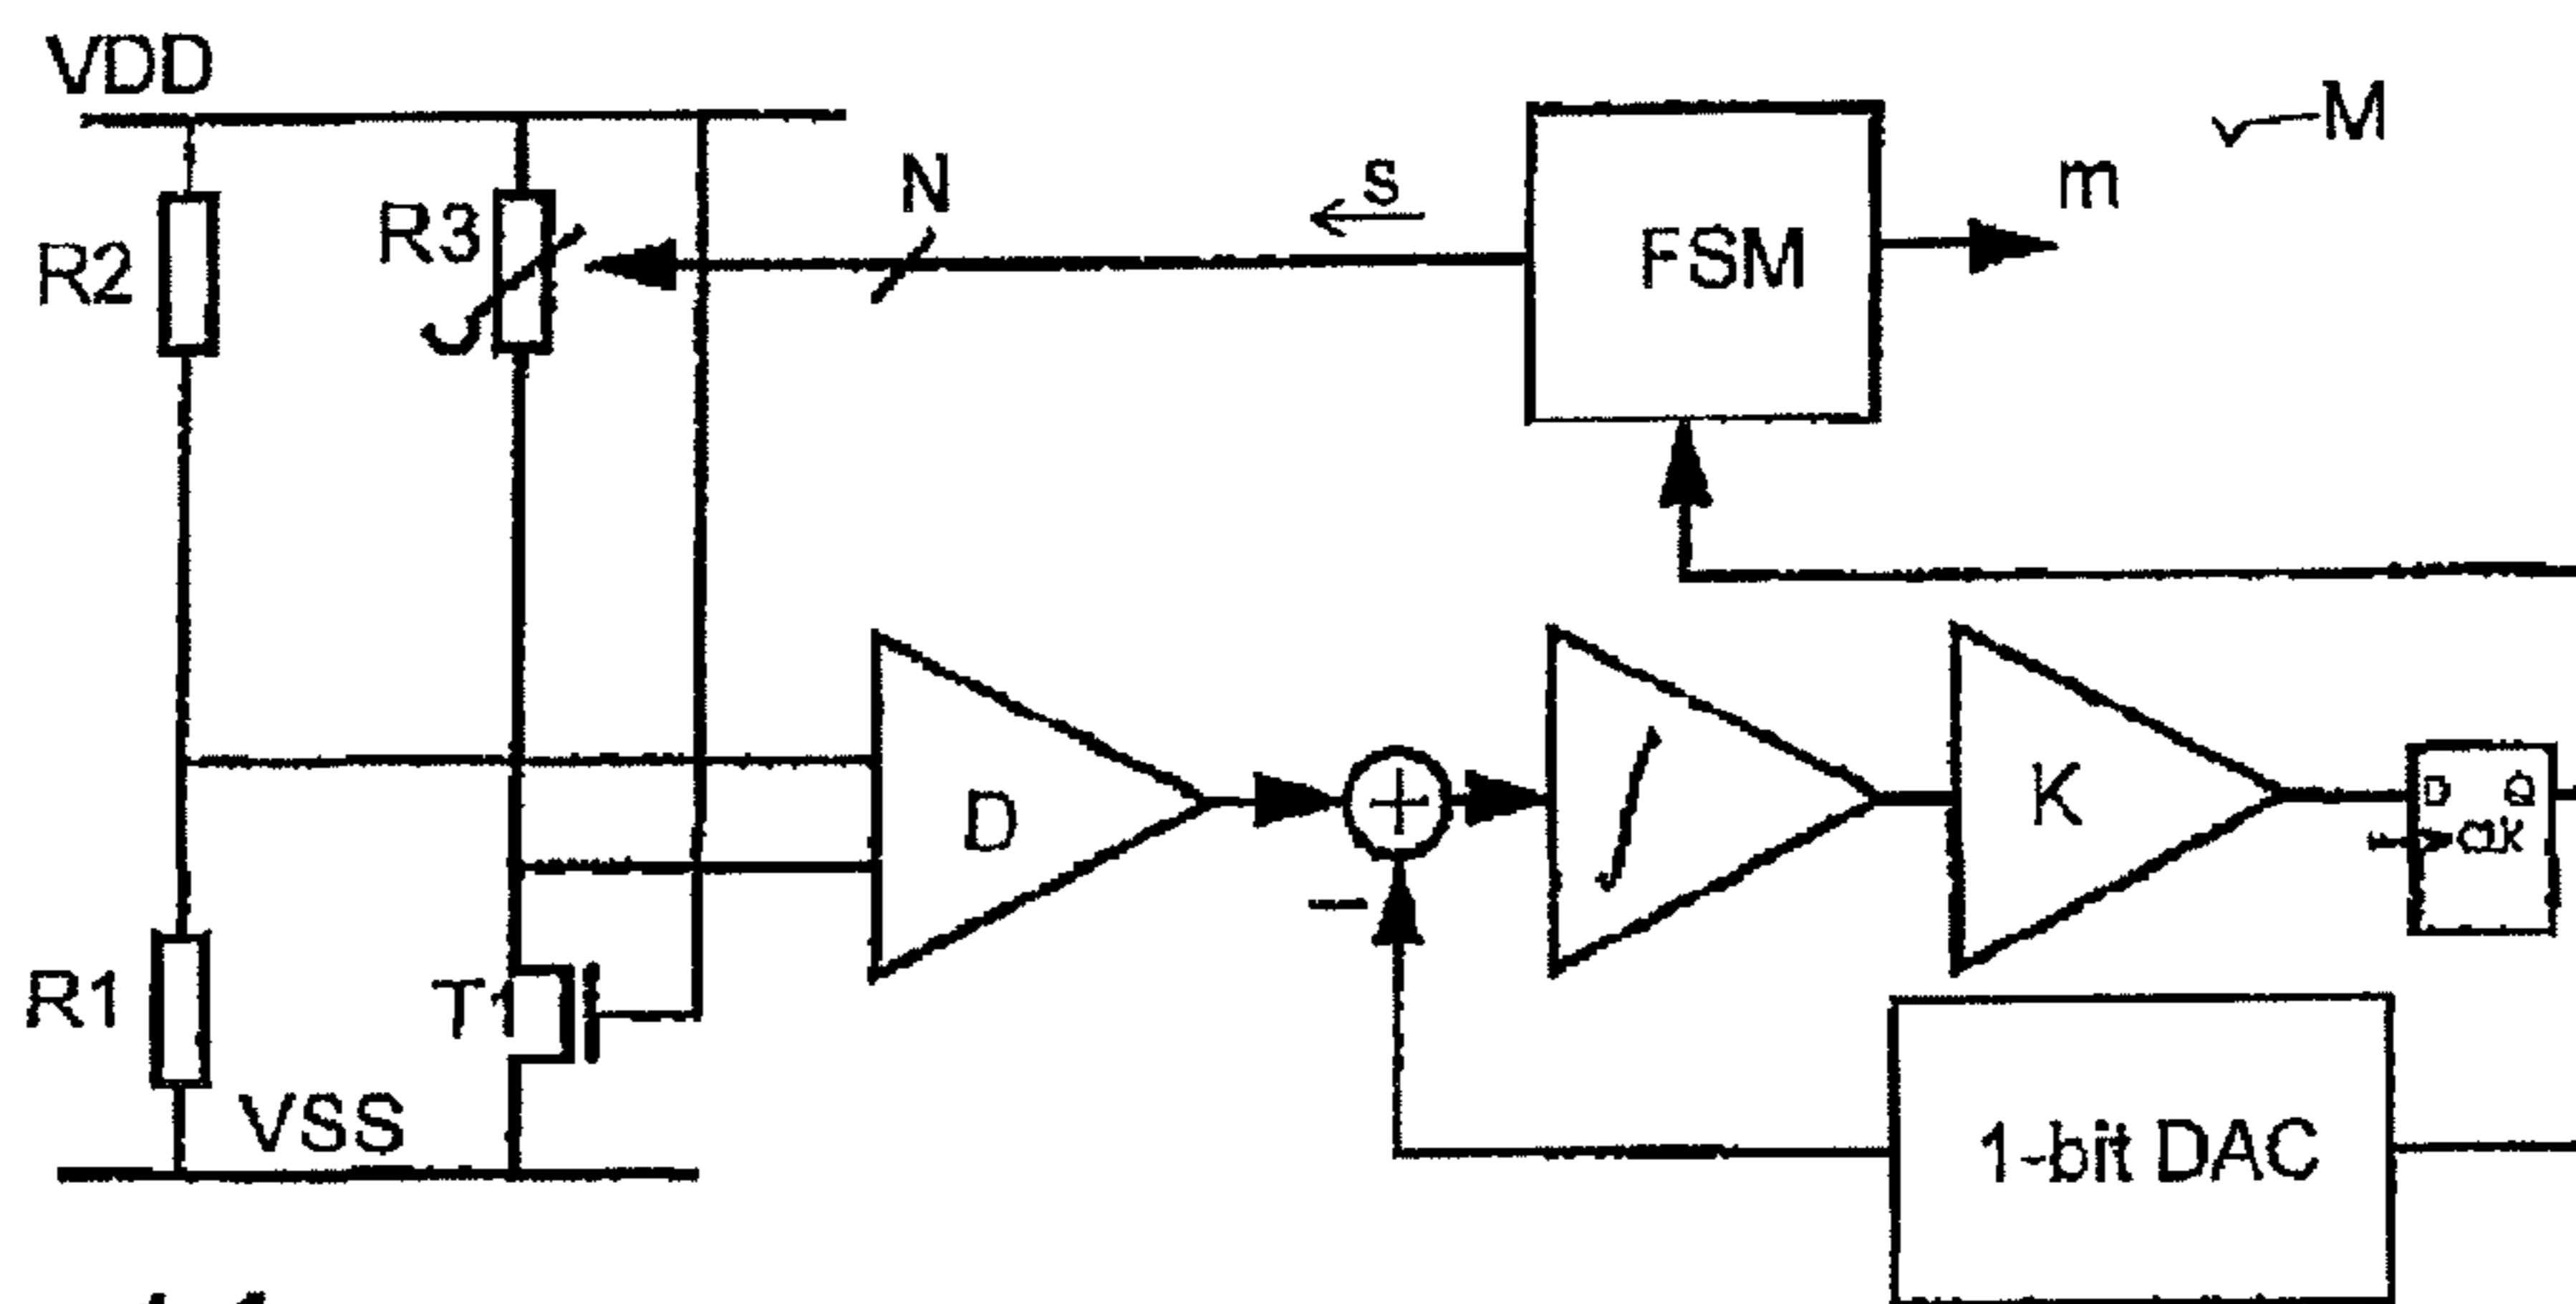 VDD
M
N
s
m
R3
FSM
R2
D
∫
K
D Q
Clk
R1
T1
–
VSS
1-bit DAC